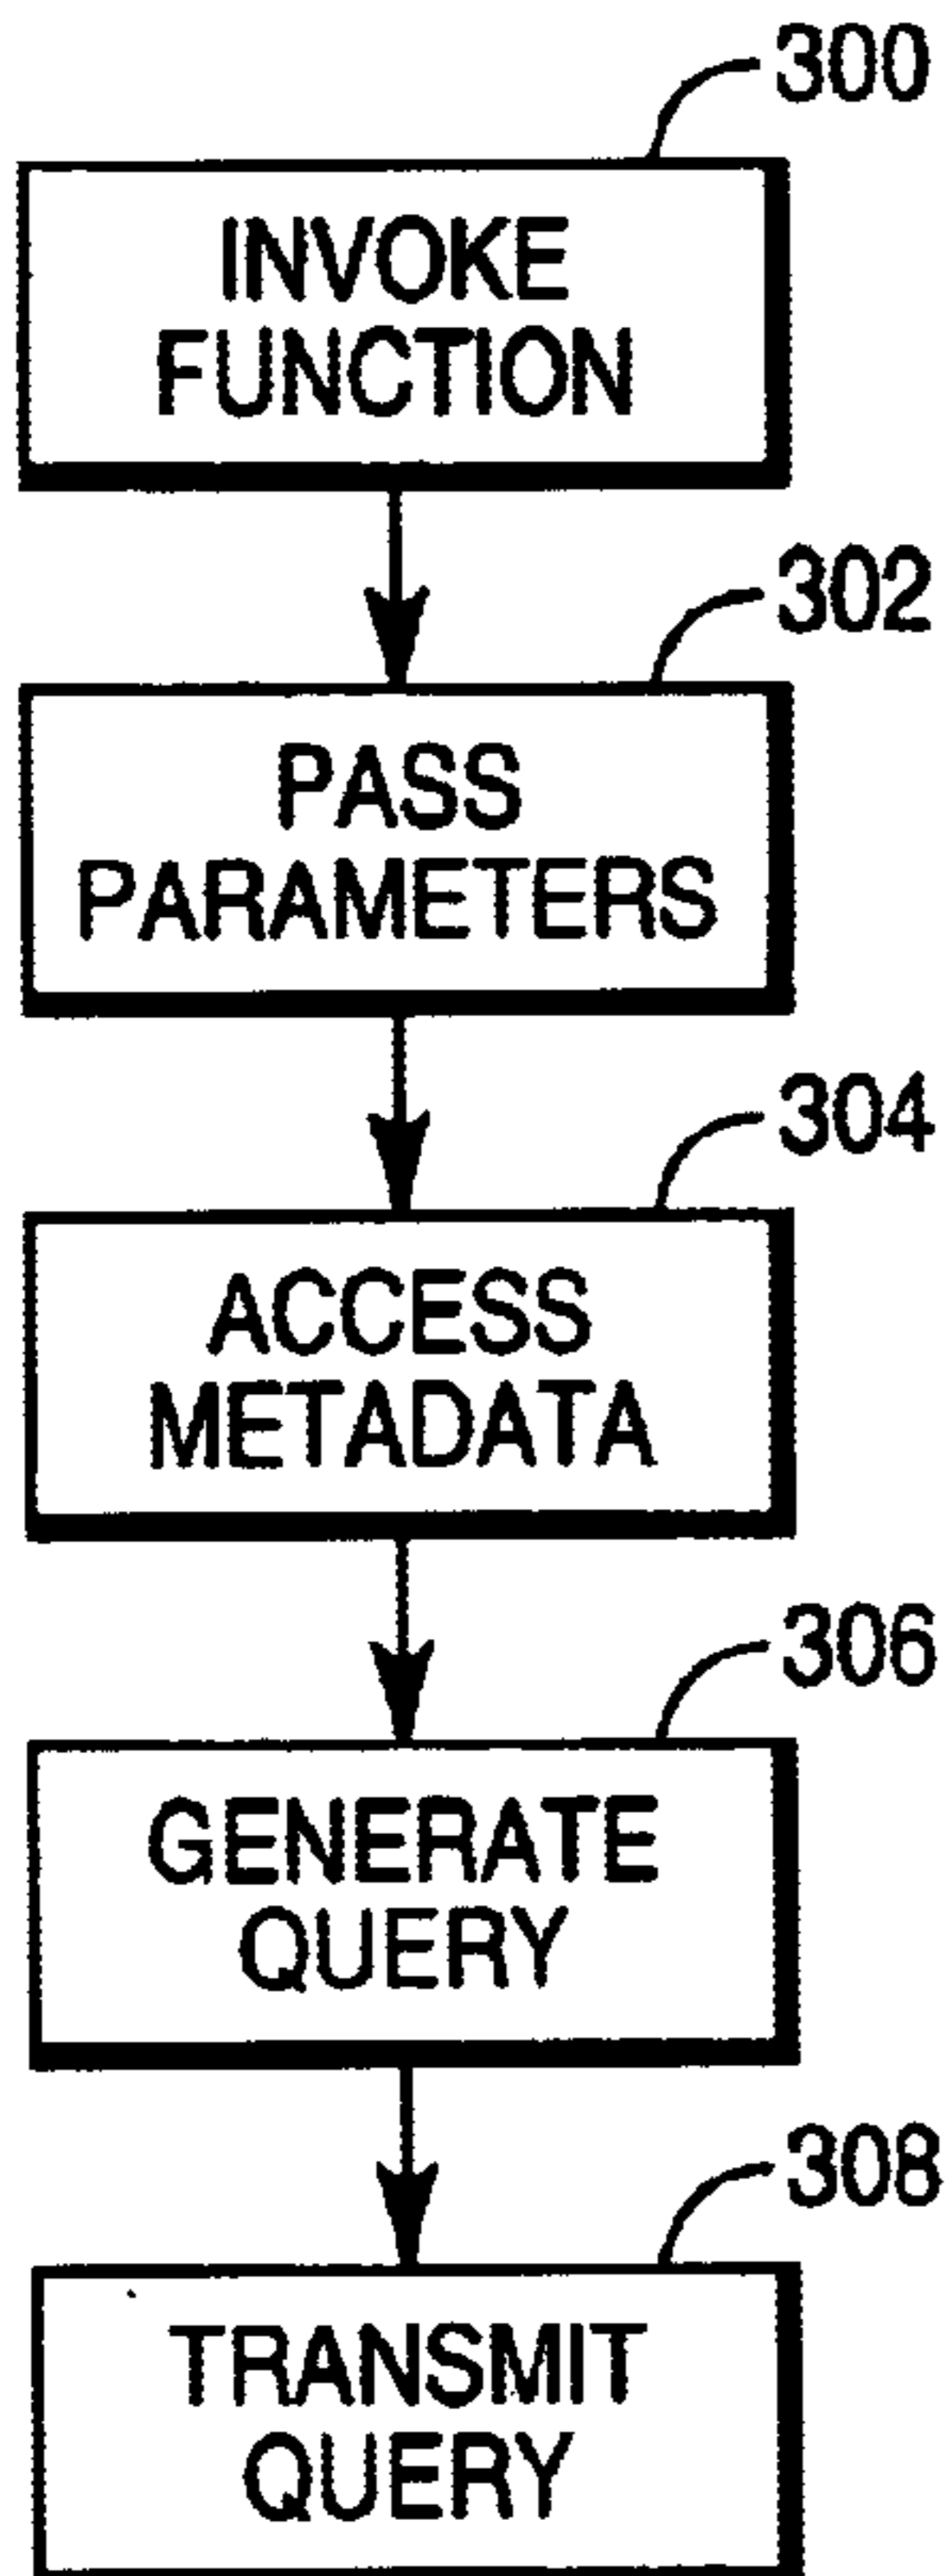 300
INVOKE
FUNCTION
302
PASS
PARAMETERS
304
ACCESS
METADATA
306
GENERATE
QUERY
308
TRANSMIT
QUERY